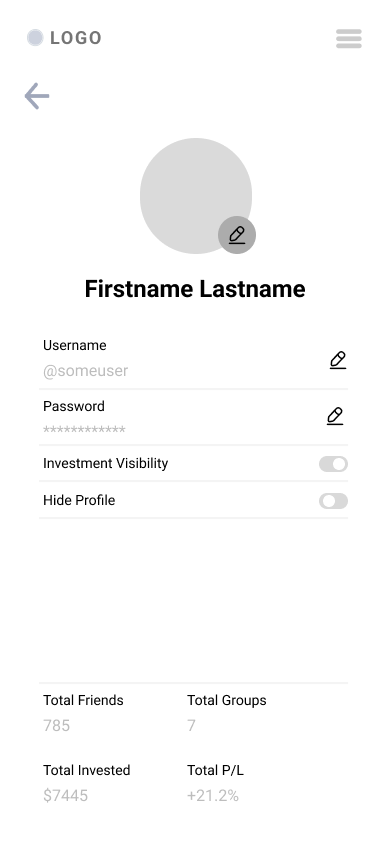 LOGO
Firstname Lastname
Username
@someuser
Password
************
Investment Visibility
Hide Profile
Total Friends
Total Groups
785
7
Total Invested
Total P/L
$7445
+21.2%